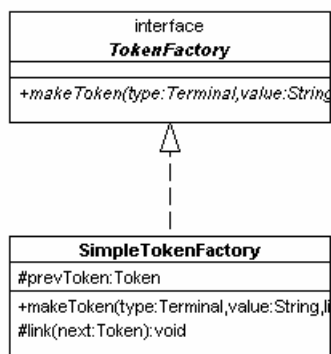 interface
TokenFactory
+makeToken(type:Terminal,value:String
SimpleTokenFactory
#prevToken:Token
+makeToken(type:Terminal,value:String,li
#link(next:Token):void